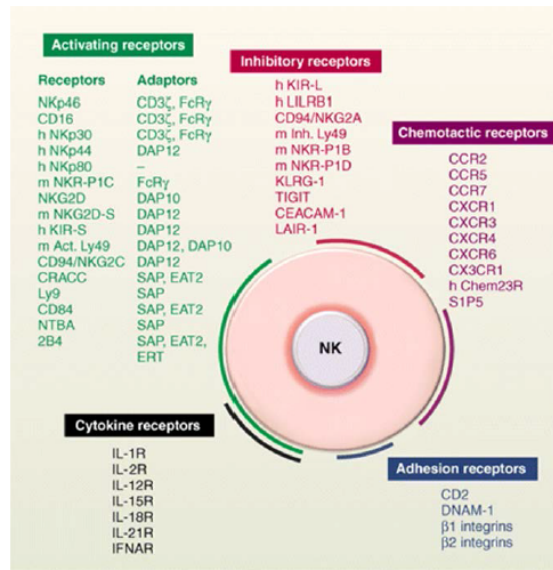 Activating receptors
Receptors Adaptors
NKp46 CD3ζ, FcRγ
CD16 CD3ζ, FcRγ
h NKp30 CD3ζ, FcRγ
h NKp44 DAP12
h NKp80 –
m NKR-P1C FcRγ
NKG2D DAP10
m NKG2D-S DAP12
h KIR-S DAP12
m Act. Ly49 DAP12, DAP10
CD94/NKG2C DAP12
CRACC SAP, EAT2
Ly9 SAP
CD84 SAP, EAT2
NTBA SAP
2B4 SAP, EAT2,
ERT
Inhibitory receptors
h KIR-L
h LILRB1
CD94/NKG2A
m Inh. Ly49
m NKR-P1B
m NKR-P1D
KLRG-1
TIGIT
CEACAM-1
LAIR-1
Chemotactic receptors
CCR2
CCR5
CCR7
CXCR1
CXCR3
CXCR4
CXCR6
CX3CR1
h Chem23R
S1P5
NK
Cytokine receptors
IL-1R
IL-2R
IL-12R
IL-15R
IL-18R
IL-21R
IFNAR
Adhesion receptors
CD2
DNAM-1
β1 integrins
β2 integrins